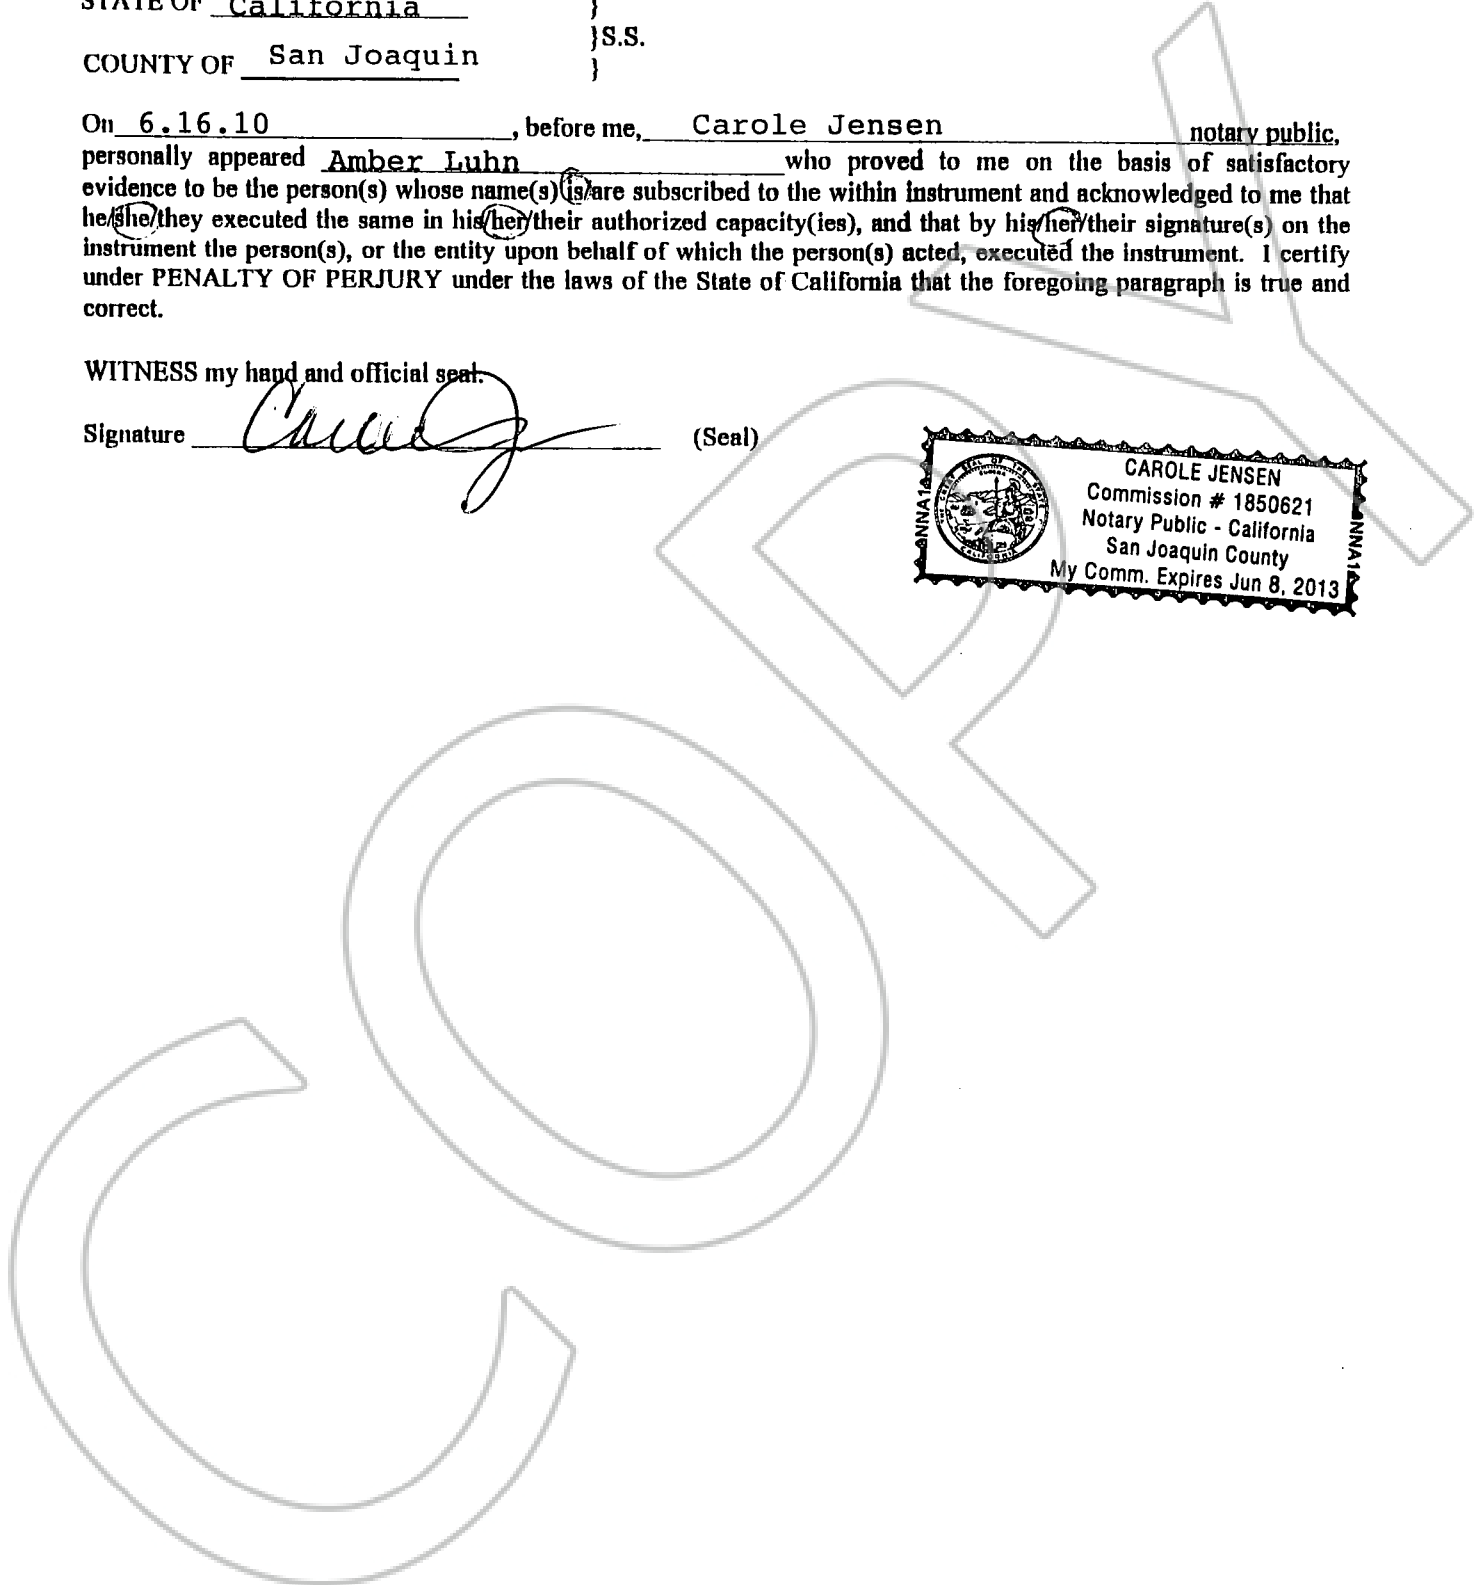 STATE OF California }
}S.S.
COUNTY OF San Joaquin }
On 6.16.10 , before me, Carole Jensen notary public,
personally appeared Amber Luhn who proved to me on the basis of satisfactory
evidence to be the person(s) whose name(s) is/are subscribed to the within instrument and acknowledged to me that
he/she/they executed the same in his/her/their authorized capacity(ies), and that by his/her/their signature(s) on the
instrument the person(s), or the entity upon behalf of which the person(s) acted, executed the instrument. I certify
under PENALTY OF PERJURY under the laws of the State of California that the foregoing paragraph is true and
correct.
WITNESS my hand and official seal.
Signature (Seal)
CAROLE JENSEN
Commission # 1850621
Notary Public - California
San Joaquin County
My Comm. Expires Jun 8, 2013
NNA1
NNA1
COPY